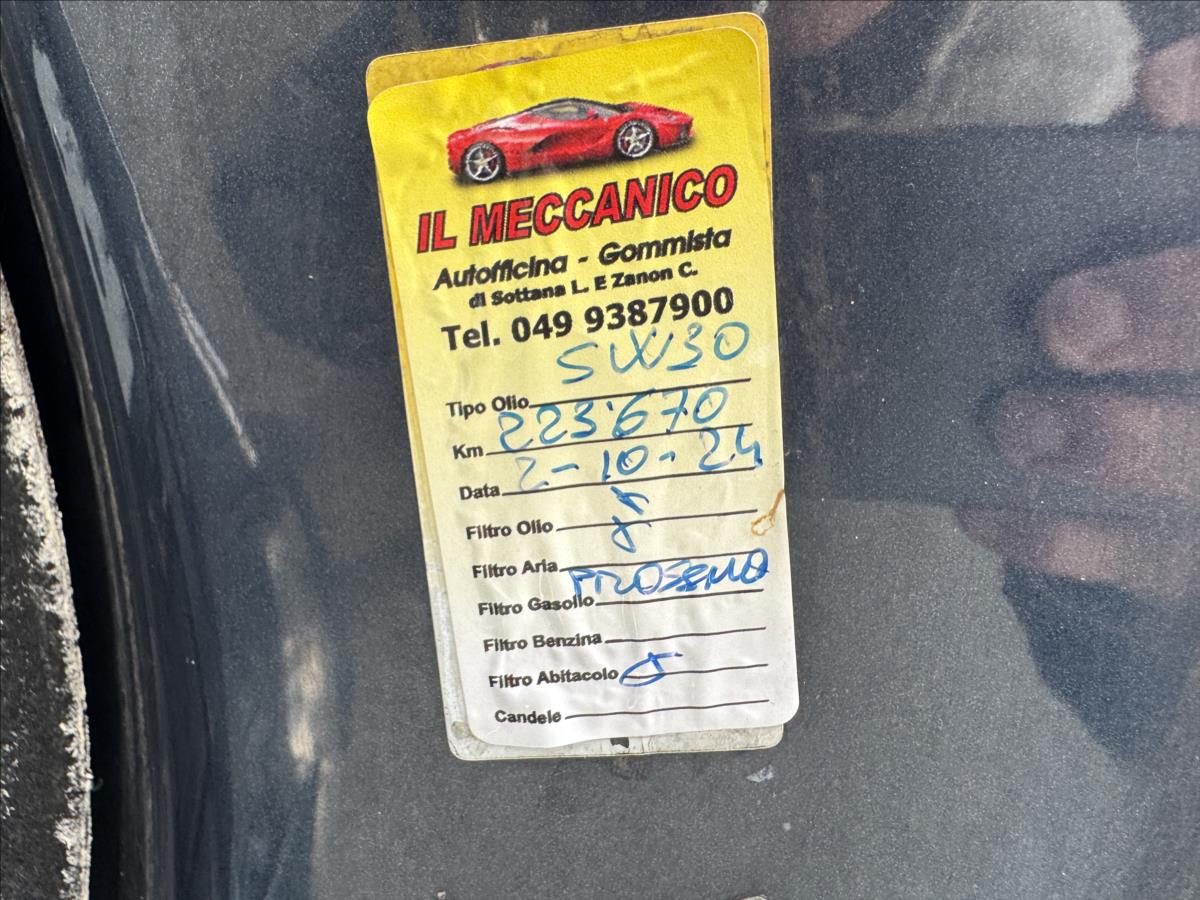 IL MECCANICO
Autofficina - Gommista
di Sottana L. E Zanon C.
Tel. 049 9387900
Tipo Olio 5W30
Km 223.670
Data 2-10-24
Filtro Olio X
Filtro Aria X
Filtro Gasolio
Filtro Benzina
Filtro Abitacolo
Candele